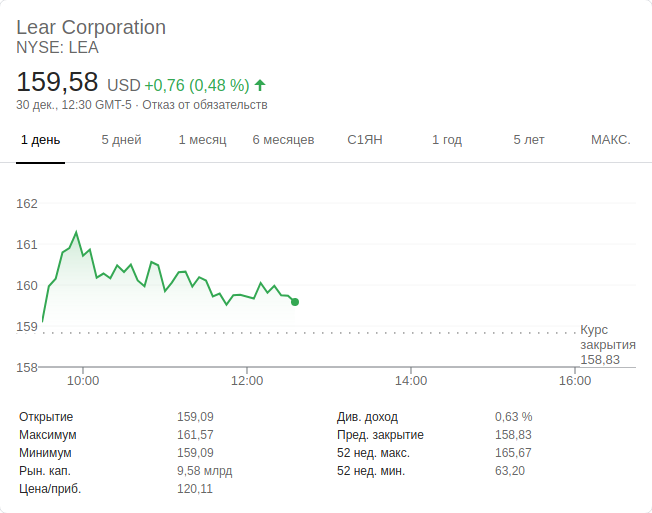 Lear Corporation
NYSE: LEA
159,58 USD +0,76 (0,48 %)
30 дек., 12:30 GMT-5 · Отказ от обязательств
1 день 5 дней 1 месяц 6 месяцев С1ЯН 1 год 5 лет МАКС.
162
161
160
159
158
Курс
закрытия
158,83
10:00 12:00 14:00 16:00
Открытие 159,09 Див. доход 0,63 %
Максимум 161,57 Пред. закрытие 158,83
Минимум 159,09 52 нед. макс. 165,67
Рын. кап. 9,58 млрд 52 нед. мин. 63,20
Цена/приб. 120,11